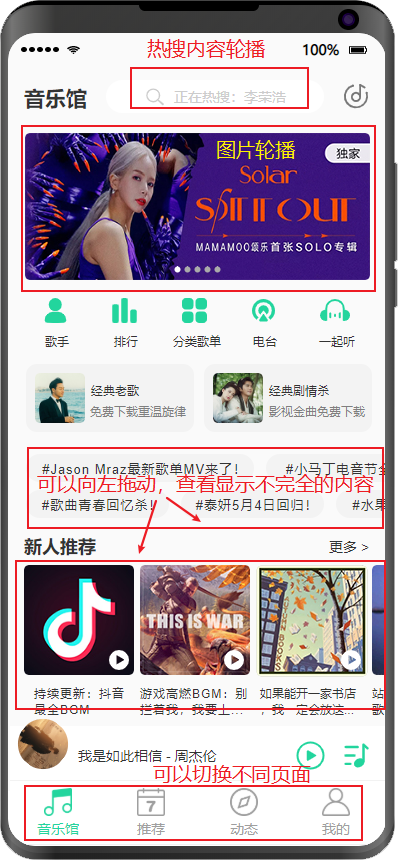 热搜内容轮播
100%
音乐馆
正在热搜：李荣浩
图片轮播
独家
Solar
SPIT IT OUT
MAMAMOO颂乐首张SOLO专辑
歌手
排行
分类歌单
电台
一起听
经典老歌
免费下载重温旋律
经典剧情杀
影视金曲免费下载
#Jason Mraz最新歌单MV来了！
#小马丁电音节全
可以向左拖动，查看显示不完全的内容
#歌曲青春回忆杀！
#泰妍5月4日回归！
#水果
新人推荐
更多 >
THIS IS WAR
BOOKS
持续更新：抖音
最全BGM
游戏高燃BGM：别
拦着我，我要上...
如果能开一家书店
，我一定会放这...
站
歌
我是如此相信 - 周杰伦
可以切换不同页面
7
音乐馆
推荐
动态
我的